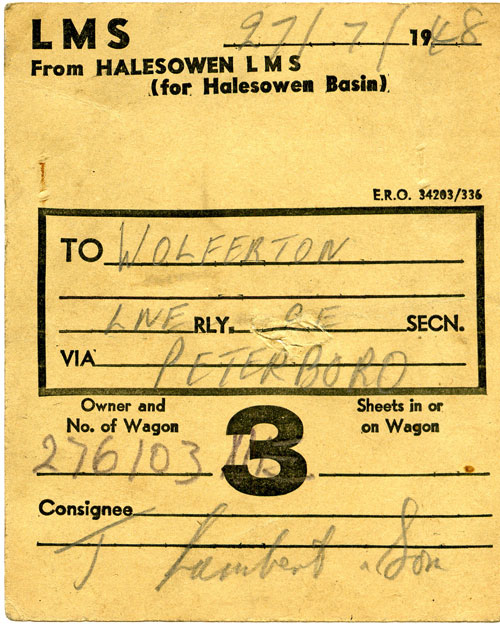 LMS 27/7/1948
From HALESOWEN LMS
(for Halesowen Basin)
E.R.O. 34203/336
TO WOLFERTON
LNE RLY. GE SECN.
VIA PETERBORO
Owner and Sheets in or
No. of Wagon on Wagon
3
276103
Consignee
T Lambert & Son